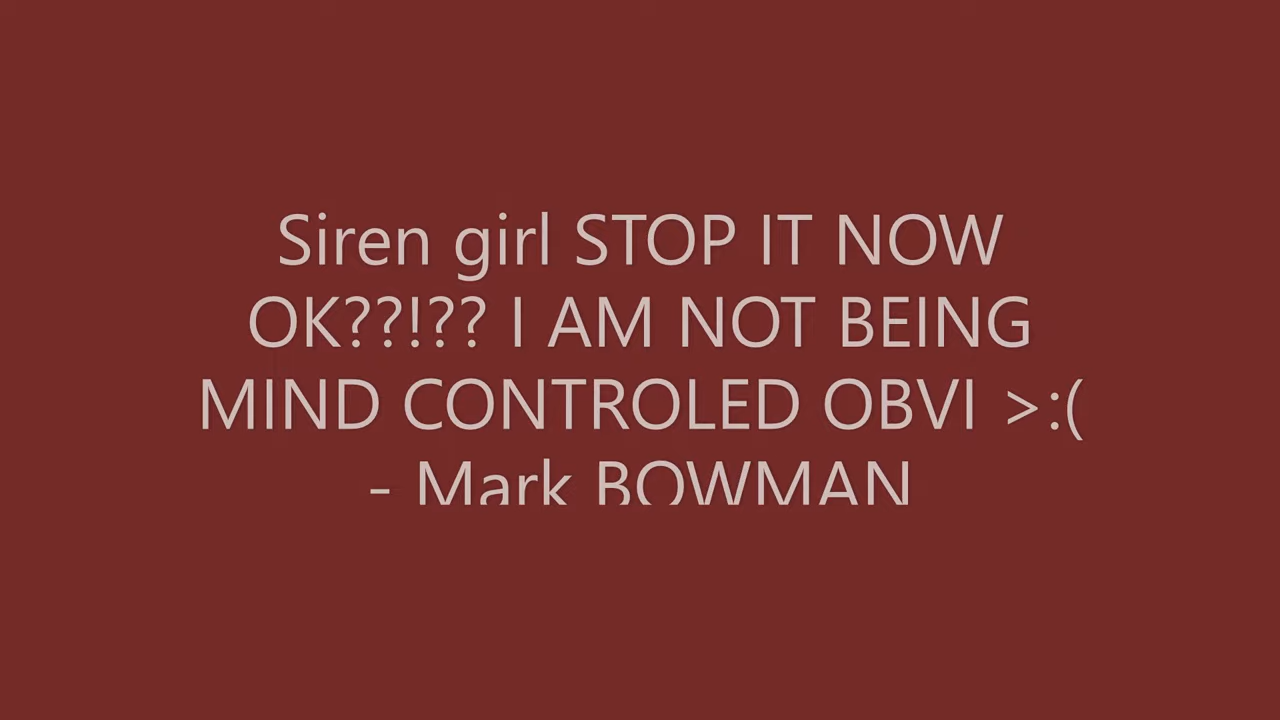 Siren girl STOP IT NOW
OK??!?? I AM NOT BEING
MIND CONTROLED OBVI >:(
- Mark BOWMAN